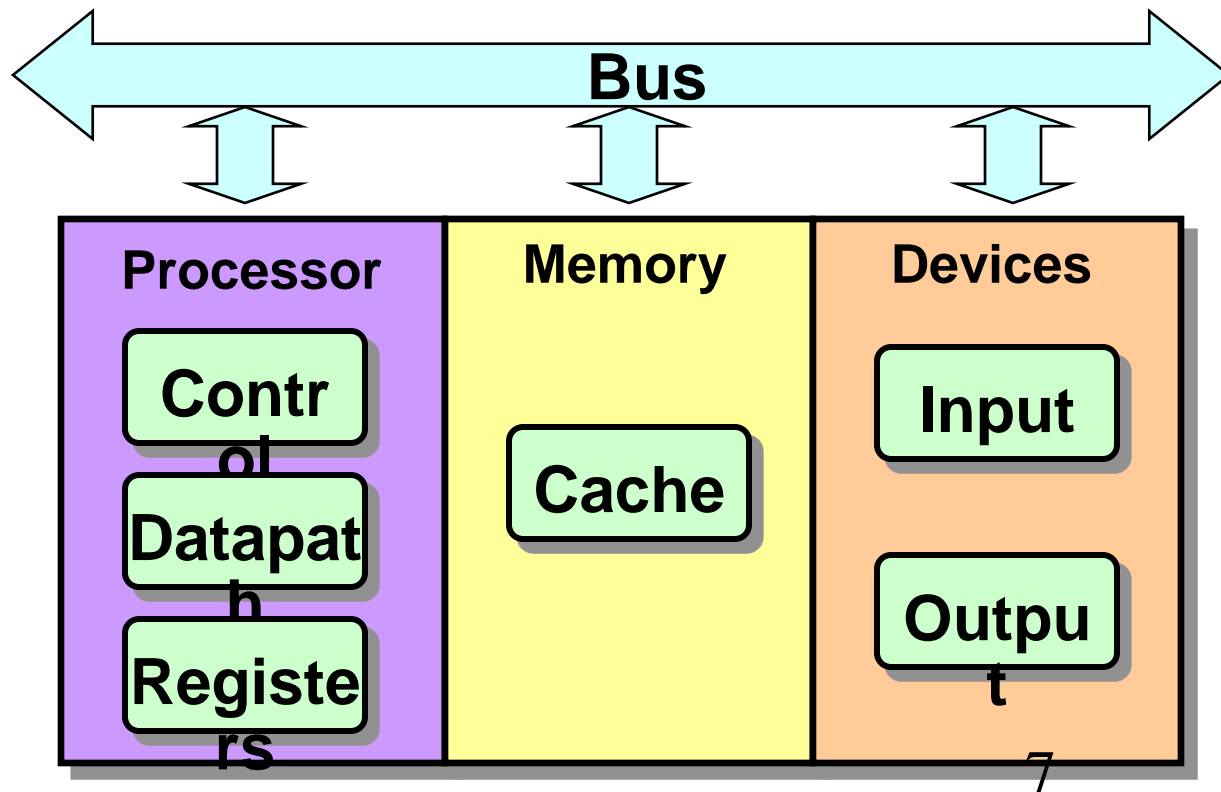 Bus
Processor
Memory
Devices
Contr
ol
Datapat
h
Registe
rs
Cache
Input
Outpu
t
7